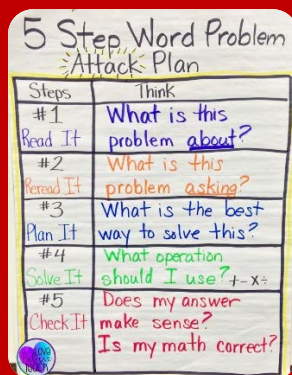 5 Step Word Problem
Attack Plan
Steps Think
#1 What is this
Read It problem about?
#2 What is this
Reread It problem asking?
#3 What is the best
Plan It way to solve this?
#4 What operation
Solve It should I use? + - × ÷
#5 Does my answer
Check It make sense?
Is my math correct?